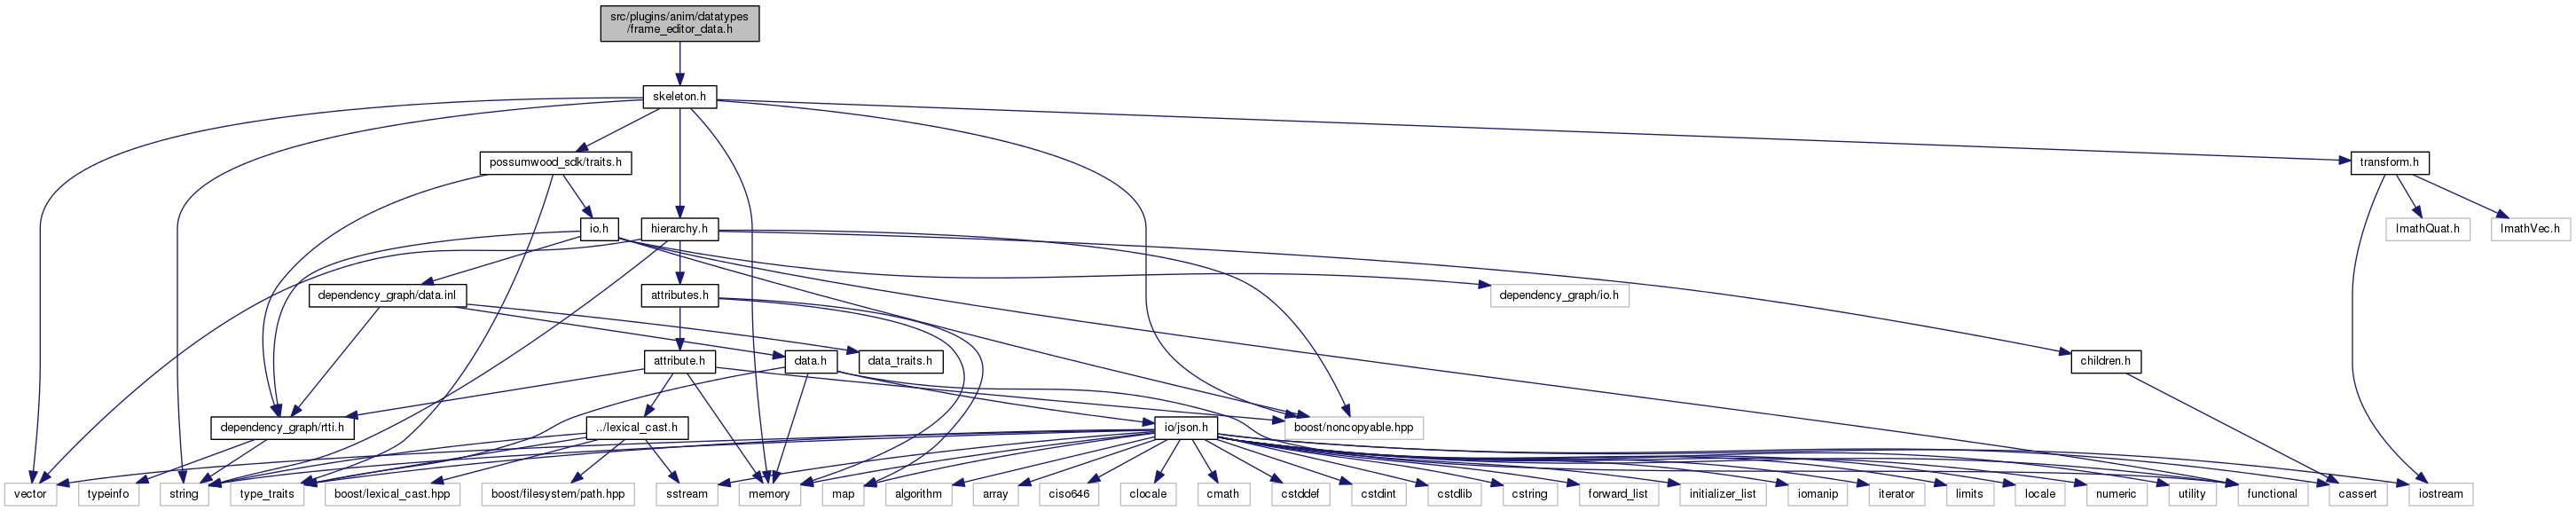 src/plugins/anim/datatypes
/frame_editor_data.h
skeleton.h
possumwood_sdk/traits.h
transform.h
io.h
hierarchy.h
ImathQuat.h
ImathVec.h
dependency_graph/data.inl
attributes.h
dependency_graph/io.h
attribute.h
data.h
data_traits.h
children.h
dependency_graph/rtti.h
../lexical_cast.h
io/json.h
boost/noncopyable.hpp
vector
typeinfo
string
type_traits
boost/lexical_cast.hpp
boost/filesystem/path.hpp
sstream
memory
map
algorithm
array
ciso646
clocale
cmath
cstddef
cstdint
cstdlib
cstring
forward_list
initializer_list
iomanip
iterator
limits
locale
numeric
utility
functional
cassert
iostream